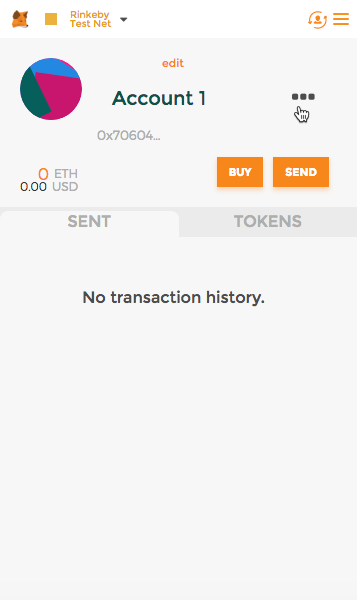 Rinkeby
Test Net
edit
Account 1
0x70604...
0 ETH
0.00 USD
BUY
SEND
SENT
TOKENS
No transaction history.